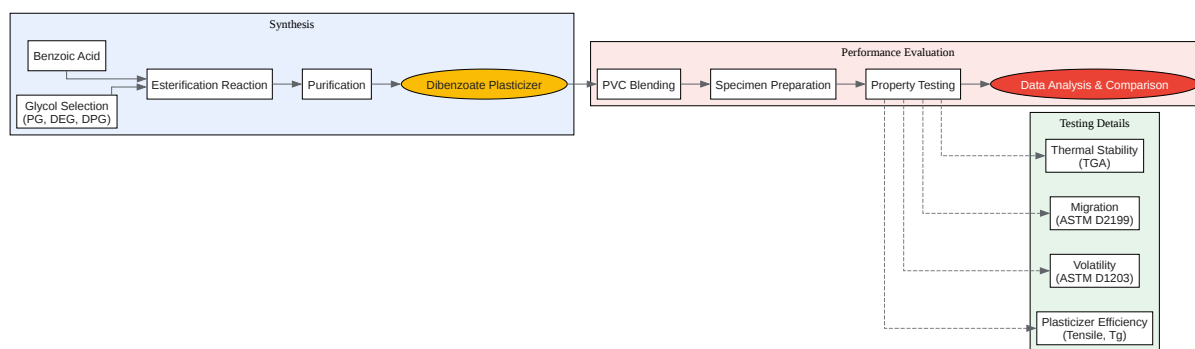 Synthesis
Benzoic Acid
Glycol Selection
(PG, DEG, DPG)
Esterification Reaction
Purification
Dibenzoate Plasticizer
Performance Evaluation
PVC Blending
Specimen Preparation
Property Testing
Data Analysis & Comparison
Testing Details
Thermal Stability
(TGA)
Migration
(ASTM D2199)
Volatility
(ASTM D1203)
Plasticizer Efficiency
(Tensile, Tg)